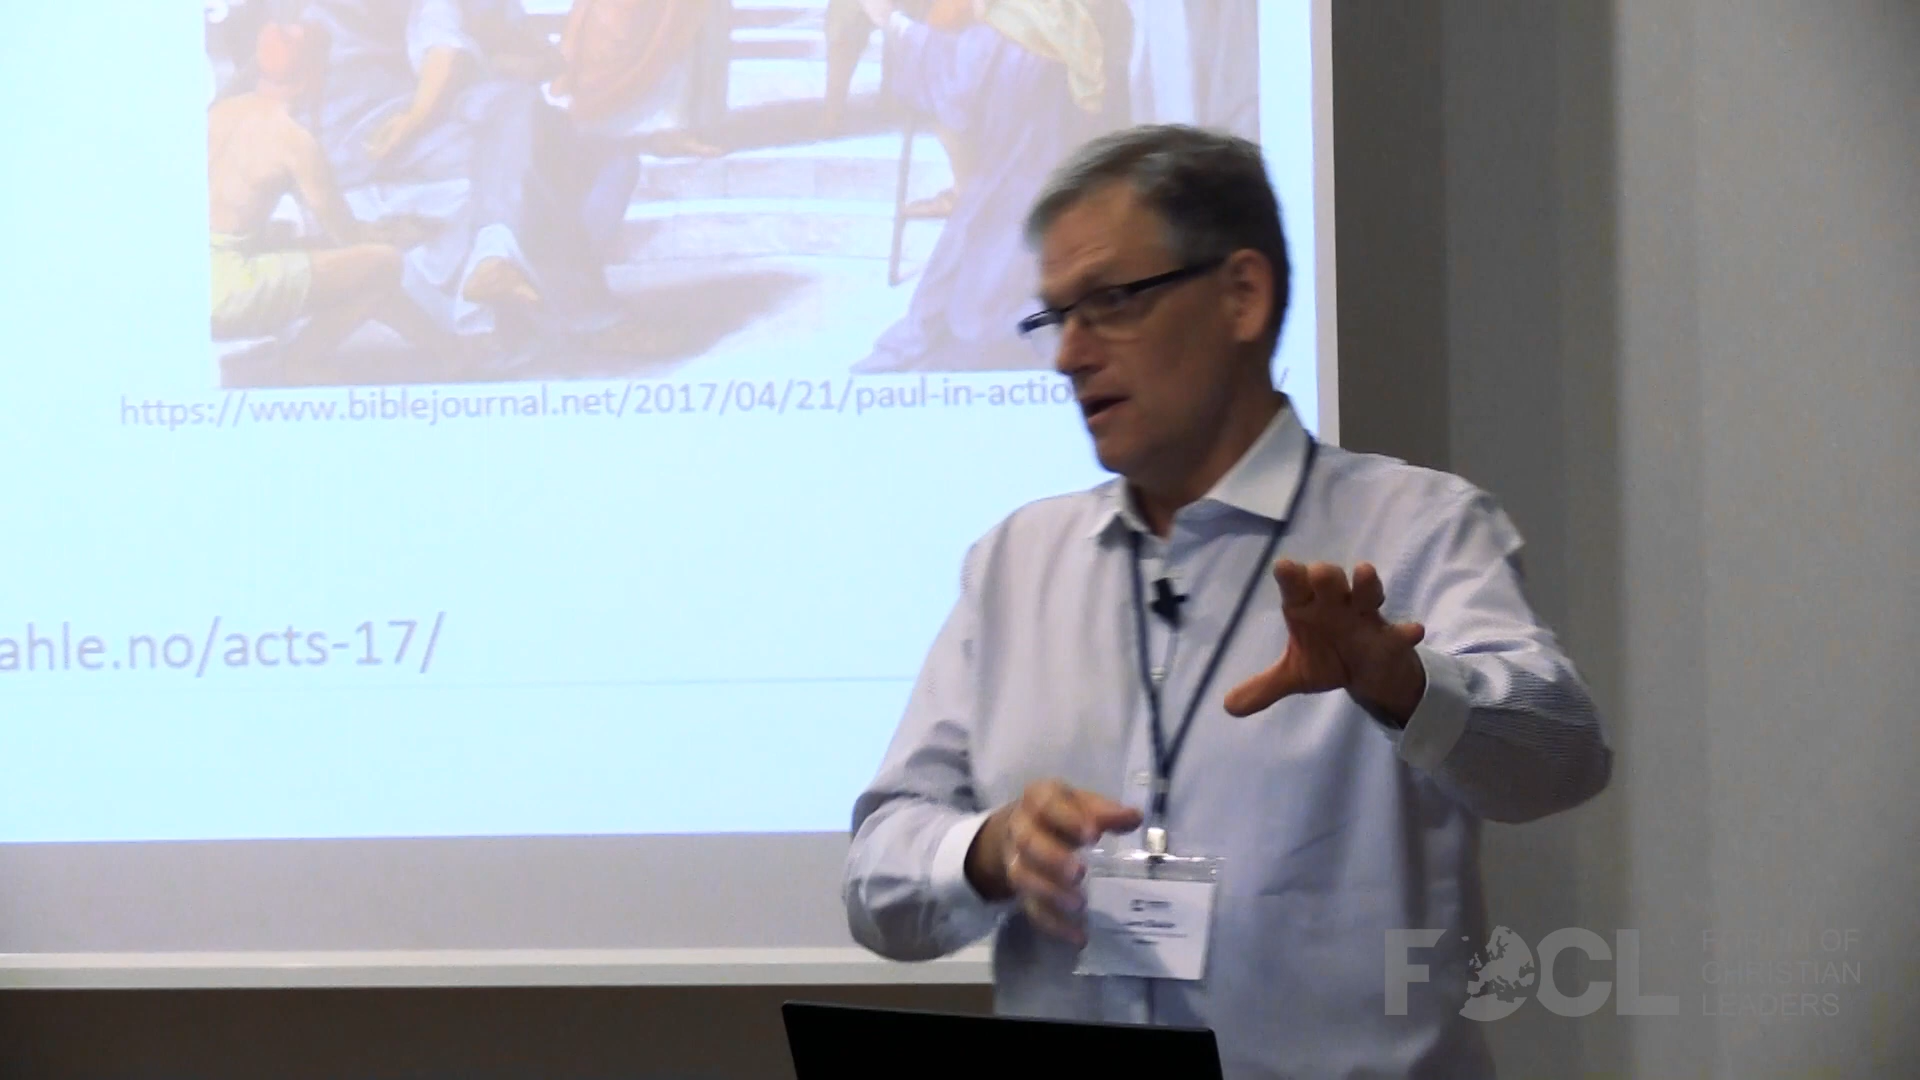 https://www.biblejournal.net/2017/04/21/paul-in-actio /
ahle.no/acts-17/
FOCL
FORUM OF
CHRISTIAN
LEADERS